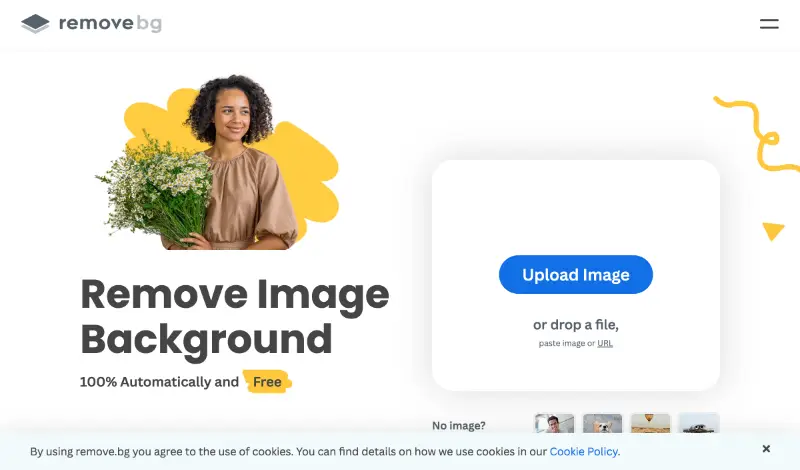 removebg
Remove Image
Background
100% Automatically and Free
Upload Image
or drop a file,
paste image or URL
No image?
By using remove.bg you agree to the use of cookies. You can find details on how we use cookies in our Cookie Policy.